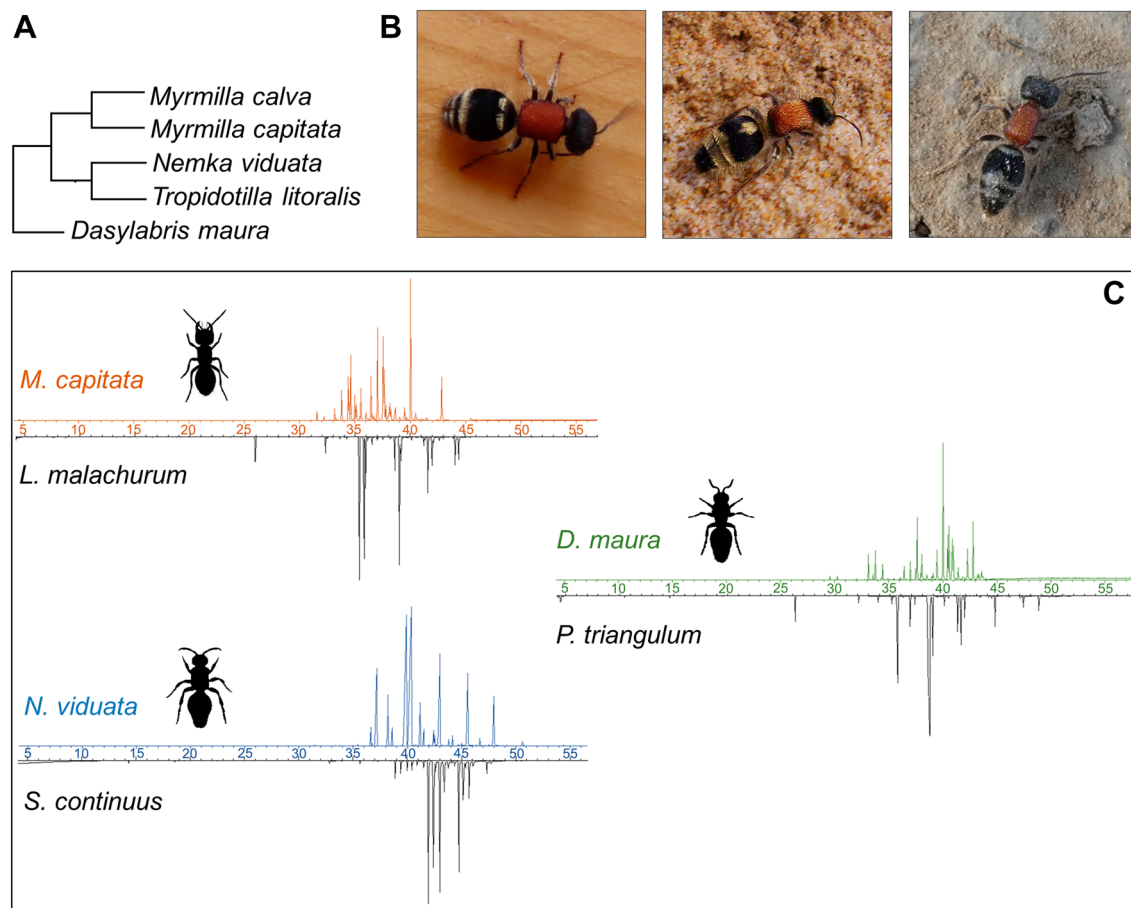 A
B
Myrmilla calva
Myrmilla capitata
Nemka viduata
Tropidotilla litoralis
Dasylabris maura
C
M. capitata
5 10 15 20 25 30 35 40 45 50 55
L. malachurum
D. maura
5 10 15 20 25 30 35 40 45 50 55
P. triangulum
N. viduata
5 10 15 20 25 30 35 40 45 50 55
S. continuus